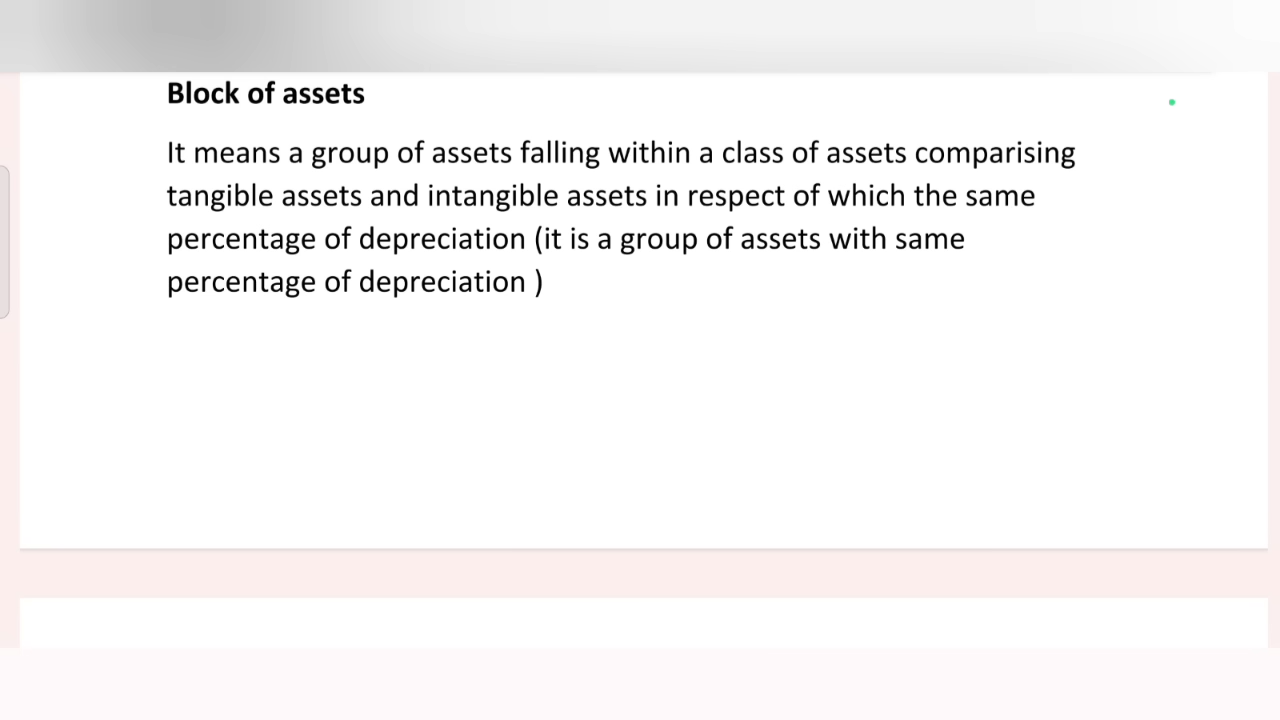 Block of assets
It means a group of assets falling within a class of assets comparising
tangible assets and intangible assets in respect of which the same
percentage of depreciation (it is a group of assets with same
percentage of depreciation )